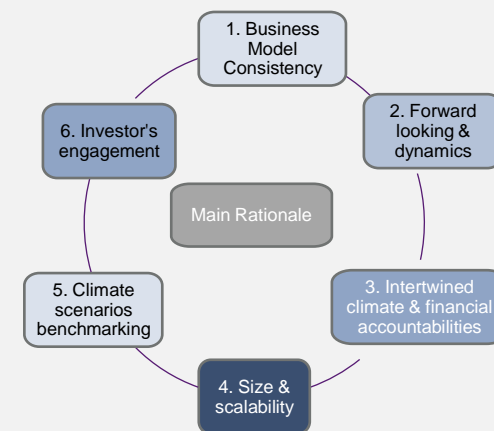 1. Business
Model
Consistency
2. Forward
looking &
dynamics
3. Intertwined
climate & financial
accountabilities
4. Size &
scalability
5. Climate
scenarios
benchmarking
6. Investor's
engagement
Main Rationale